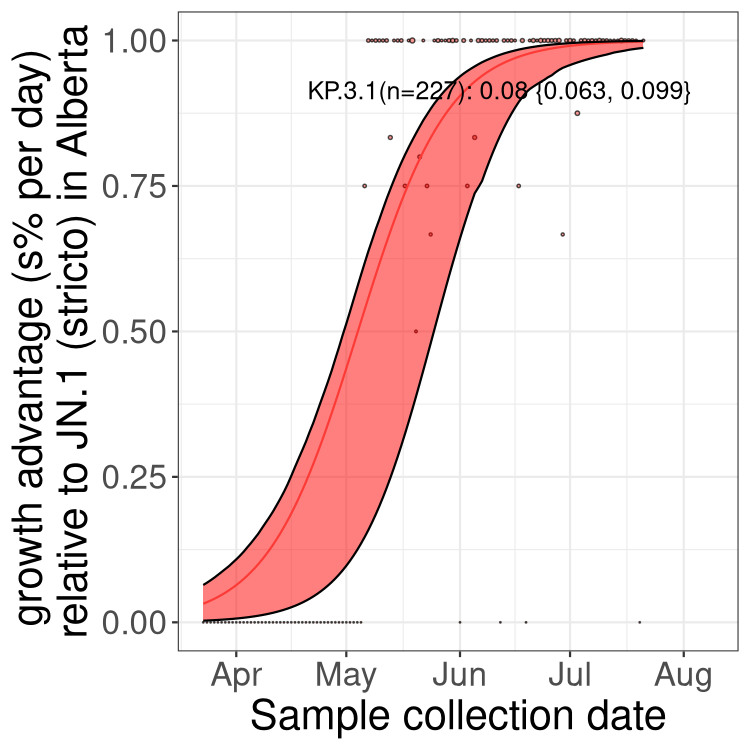 growth advantage (s% per day)
relative to JN.1 (stricto) in Alberta
1.00
0.75
0.50
0.25
0.00
KP.3.1(n=227): 0.08 {0.063, 0.099}
Apr May Jun Jul Aug
Sample collection date